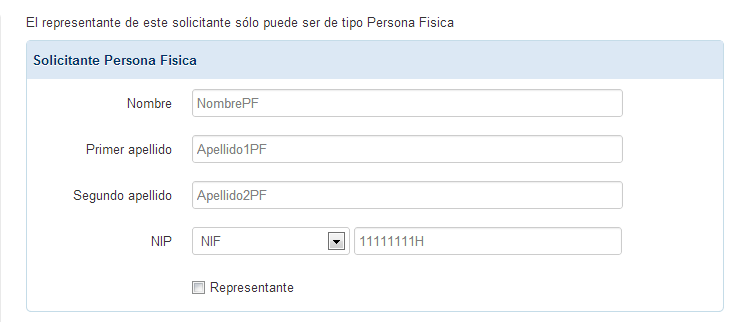 El representante de este solicitante sólo puede ser de tipo Persona Fisica
Solicitante Persona Fisica
Nombre NombrePF
Primer apellido Apellido1PF
Segundo apellido Apellido2PF
NIP NIF 11111111H
Representante